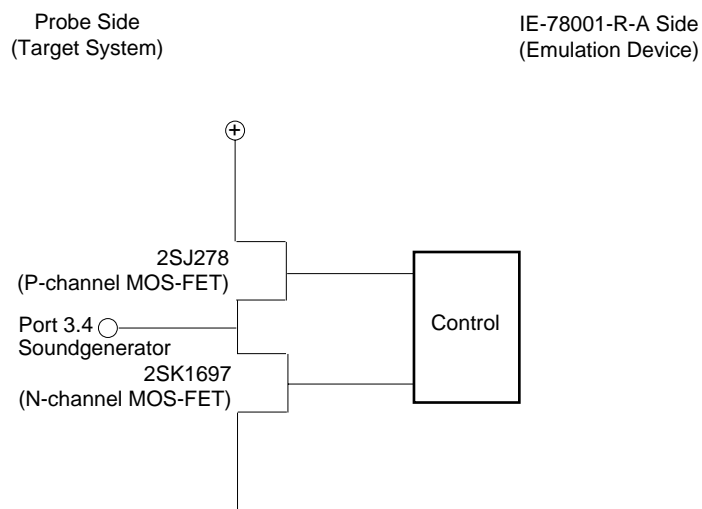 Probe Side
(Target System)
IE-78001-R-A Side
(Emulation Device)
+
2SJ278
(P-channel MOS-FET)
Port 3.4
Soundgenerator
Control
2SK1697
(N-channel MOS-FET)